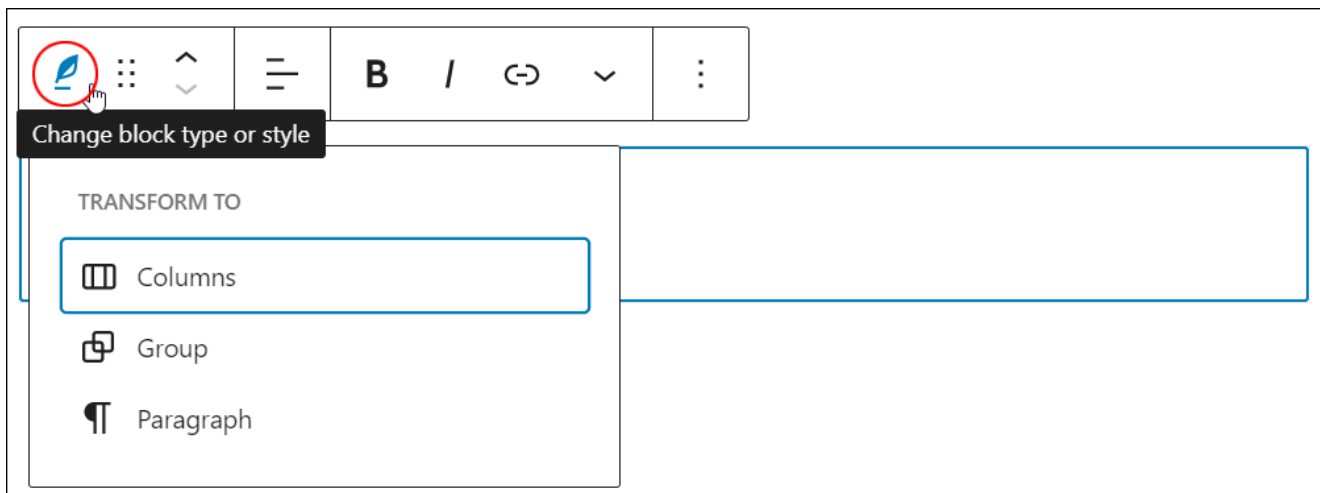 B I
Change block type or style
TRANSFORM TO
Columns
Group
Paragraph